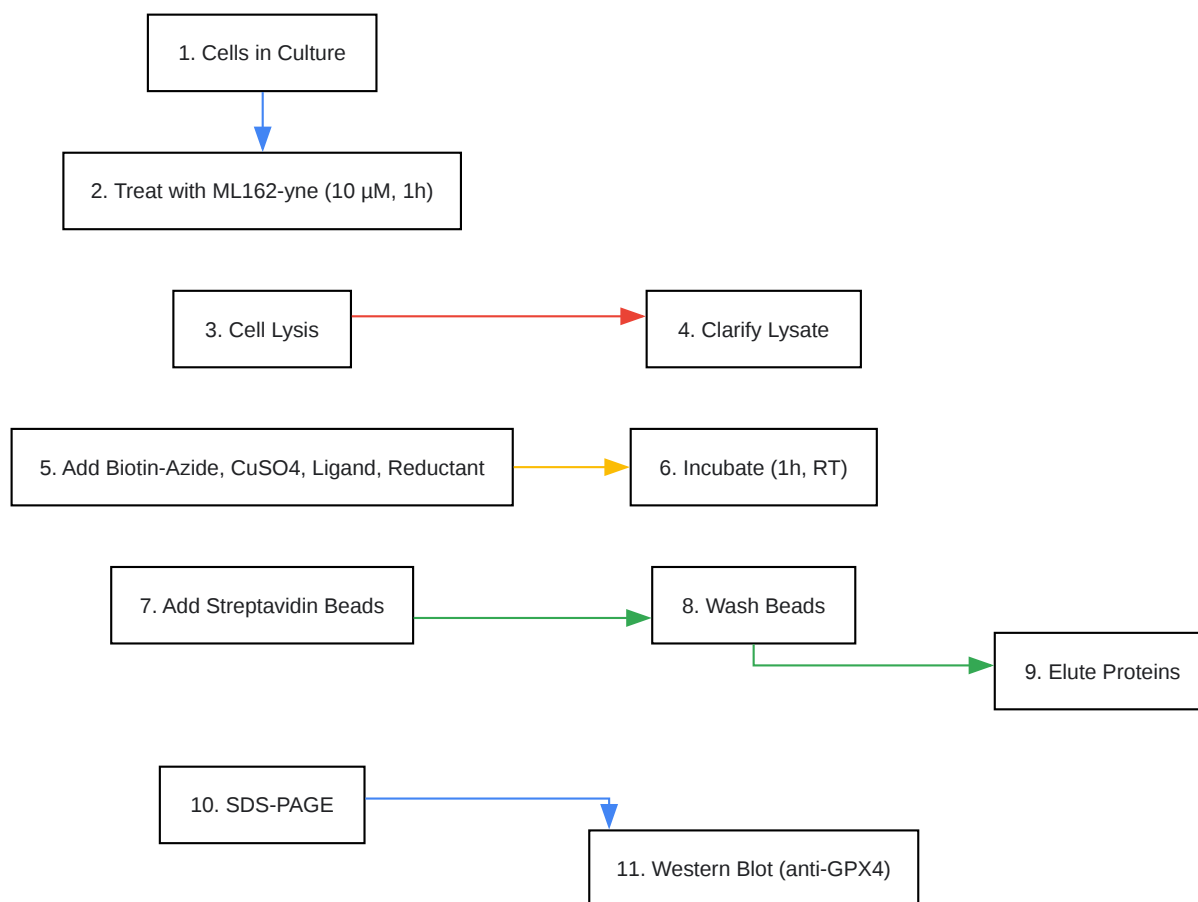 1. Cells in Culture
2. Treat with ML162-yne (10 µM, 1h)
3. Cell Lysis
4. Clarify Lysate
5. Add Biotin-Azide, CuSO4, Ligand, Reductant
6. Incubate (1h, RT)
7. Add Streptavidin Beads
8. Wash Beads
9. Elute Proteins
10. SDS-PAGE
11. Western Blot (anti-GPX4)